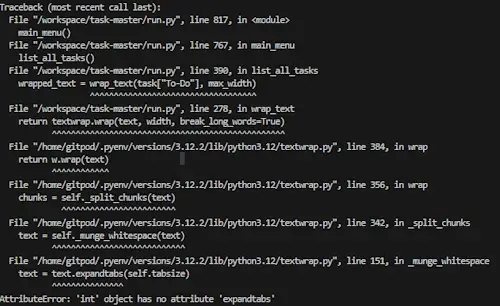 Traceback (most recent call last):
  File "/workspace/task-master/run.py", line 817, in <module>
    main_menu()
  File "/workspace/task-master/run.py", line 767, in main_menu
    list_all_tasks()
  File "/workspace/task-master/run.py", line 390, in list_all_tasks
    wrapped_text = wrap_text(task["To-Do"], max_width)
                   ^^^^^^^^^^^^^^^^^^^^^^^^^^^^^^^^^^^
  File "/workspace/task-master/run.py", line 278, in wrap_text
    return textwrap.wrap(text, width, break_long_words=True)
           ^^^^^^^^^^^^^^^^^^^^^^^^^^^^^^^^^^^^^^^^^^^^^^^^^
  File "/home/gitpod/.pyenv/versions/3.12.2/lib/python3.12/textwrap.py", line 384, in wrap
    return w.wrap(text)
           ^^^^^^^^^^^^
  File "/home/gitpod/.pyenv/versions/3.12.2/lib/python3.12/textwrap.py", line 356, in wrap
    chunks = self._split_chunks(text)
             ^^^^^^^^^^^^^^^^^^^^^^^^
  File "/home/gitpod/.pyenv/versions/3.12.2/lib/python3.12/textwrap.py", line 342, in _split_chunks
    text = self._munge_whitespace(text)
           ^^^^^^^^^^^^^^^^^^^^^^^^^^^^
  File "/home/gitpod/.pyenv/versions/3.12.2/lib/python3.12/textwrap.py", line 151, in _munge_whitespace
    text = text.expandtabs(self.tabsize)
           ^^^^^^^^^^^^^^^
AttributeError: 'int' object has no attribute 'expandtabs'